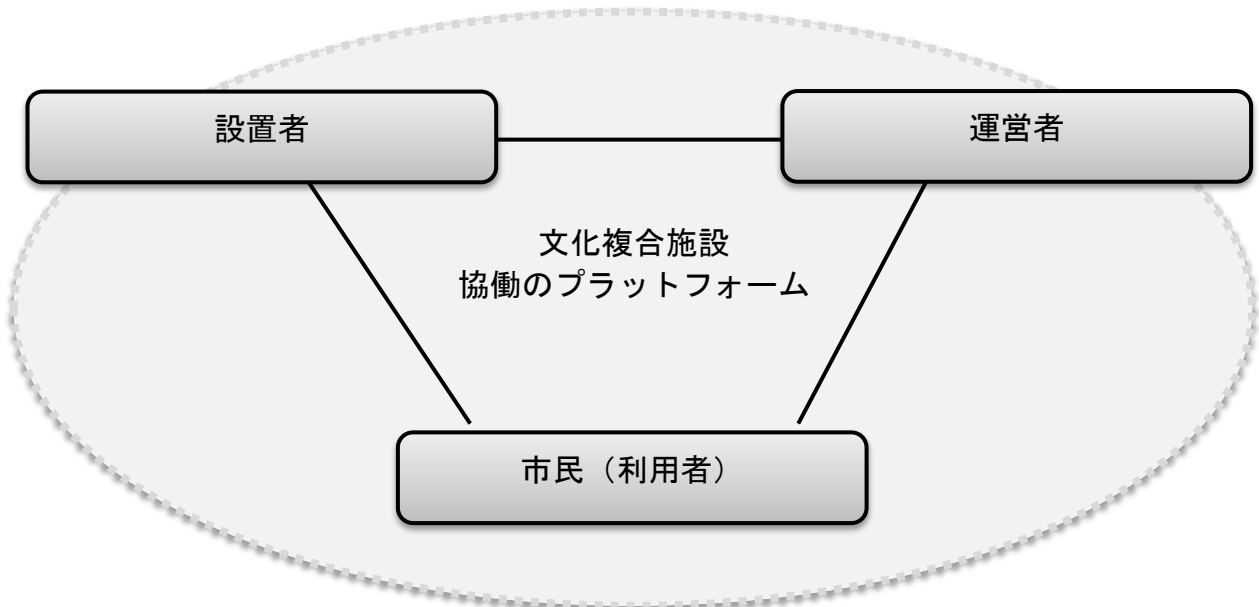 設置者
運営者
文化複合施設
協働のプラットフォーム
市民（利用者）